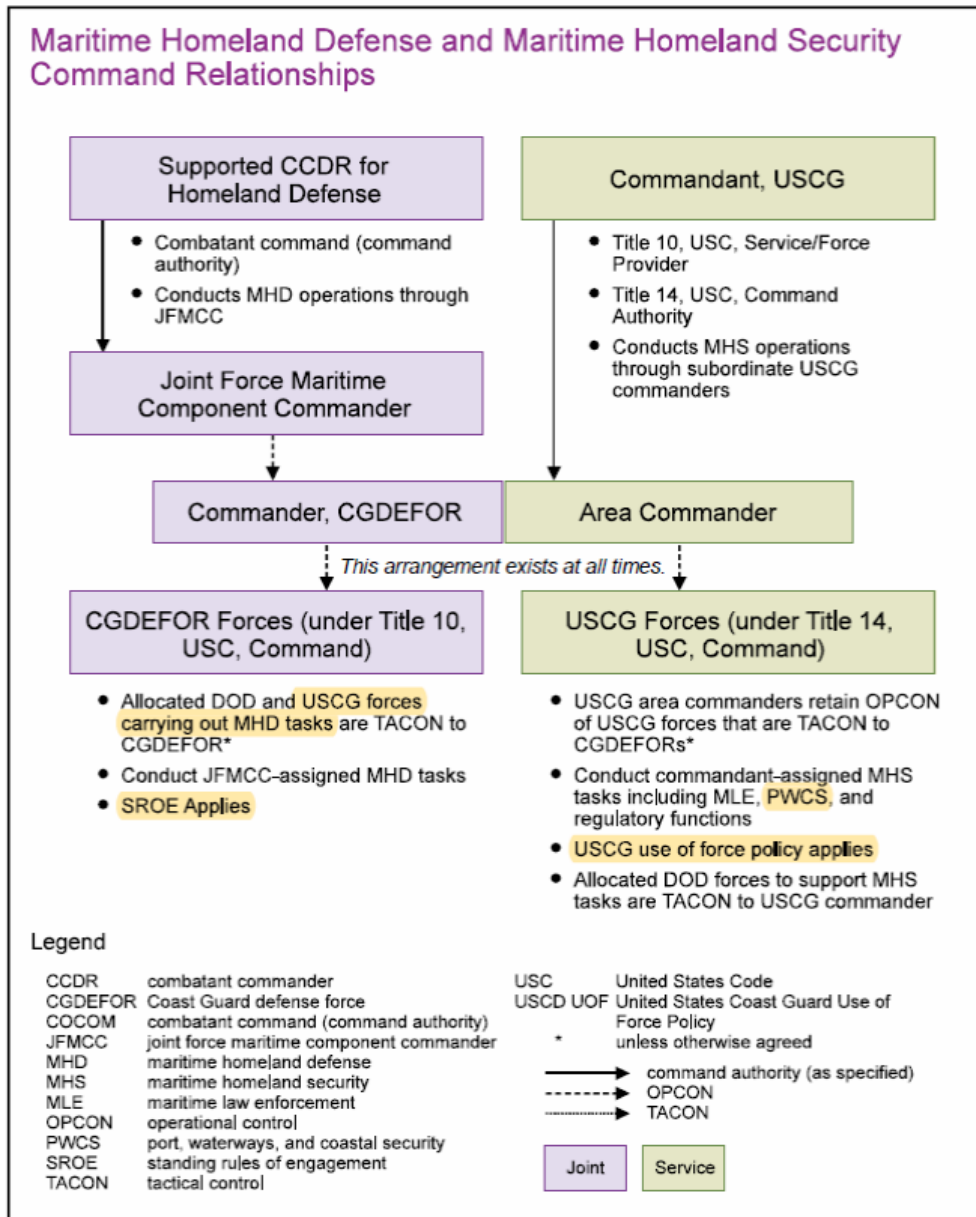 Maritime Homeland Defense and Maritime Homeland Security
Command Relationships
Supported CCDR for
Homeland Defense
• Combatant command (command
authority)
• Conducts MHD operations through
JFMCC
Joint Force Maritime
Component Commander
Commandant, USCG
• Title 10, USC, Service/Force
Provider
• Title 14, USC, Command
Authority
• Conducts MHS operations
through subordinate USCG
commanders
Commander, CGDEFOR
Area Commander
This arrangement exists at all times.
CGDEFOR Forces (under Title 10,
USC, Command)
• Allocated DOD and USCG forces
carrying out MHD tasks are TACON to
CGDEFOR*
• Conduct JFMCC-assigned MHD tasks
• SROE Applies
USCG Forces (under Title 14,
USC, Command)
• USCG area commanders retain OPCON
of USCG forces that are TACON to
CGDEFORs*
• Conduct commandant-assigned MHS
tasks including MLE, PWCS, and
regulatory functions
• USCG use of force policy applies
• Allocated DOD forces to support MHS
tasks are TACON to USCG commander
Legend
CCDR combatant commander
CGDEFOR Coast Guard defense force
COCOM combatant command (command authority)
JFMCC joint force maritime component commander
MHD maritime homeland defense
MHS maritime homeland security
MLE maritime law enforcement
OPCON operational control
PWCS port, waterways, and coastal security
SROE standing rules of engagement
TACON tactical control
USC United States Code
USCD UOF United States Coast Guard Use of
Force Policy
* unless otherwise agreed
command authority (as specified)
OPCON
TACON
Joint
Service